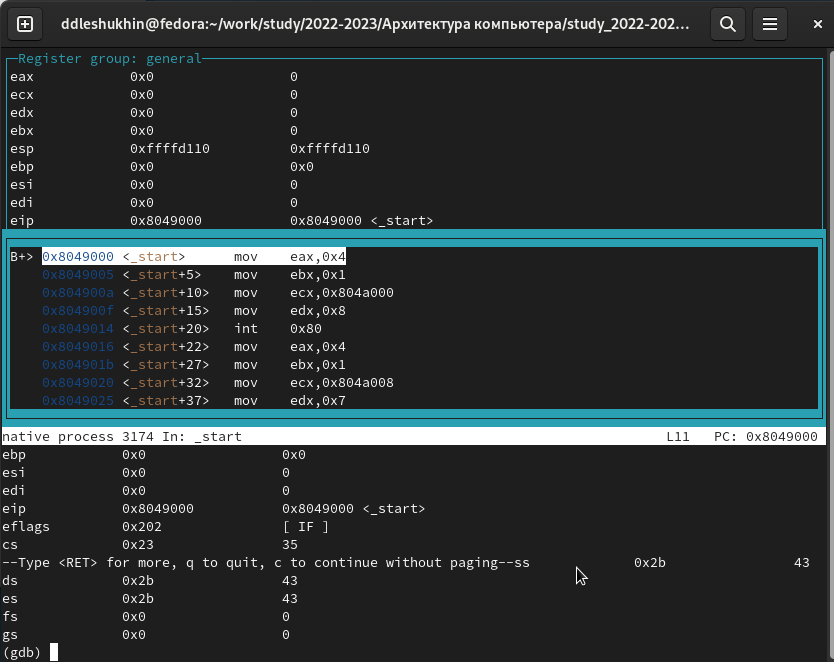 ddleshukhin@fedora:~/work/study/2022-2023/Архитектура компьютера/study_2022-202...
Register group: general
eax 0x0 0
ecx 0x0 0
edx 0x0 0
ebx 0x0 0
esp 0xffffd110 0xffffd110
ebp 0x0 0x0
esi 0x0 0
edi 0x0 0
eip 0x8049000 0x8049000 <_start>
B+> 0x8049000 <_start> mov eax,0x4
0x8049005 <_start+5> mov ebx,0x1
0x804900a <_start+10> mov ecx,0x804a000
0x804900f <_start+15> mov edx,0x8
0x8049014 <_start+20> int 0x80
0x8049016 <_start+22> mov eax,0x4
0x804901b <_start+27> mov ebx,0x1
0x8049020 <_start+32> mov ecx,0x804a008
0x8049025 <_start+37> mov edx,0x7
native process 3174 In: _start L11 PC: 0x8049000
ebp 0x0 0x0
esi 0x0 0
edi 0x0 0
eip 0x8049000 0x8049000 <_start>
eflags 0x202 [ IF ]
cs 0x23 35
--Type <RET> for more, q to quit, c to continue without paging--ss 0x2b 43
ds 0x2b 43
es 0x2b 43
fs 0x0 0
gs 0x0 0
(gdb)